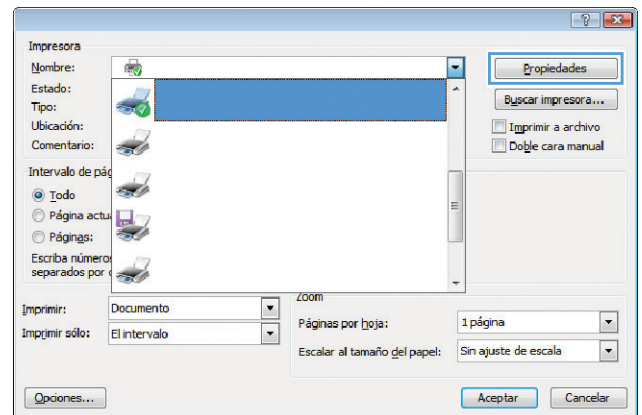 Impresora
Nombre:
Propiedades
Estado:
Tipo:
Buscar impresora...
Ubicación:
Imprimir a archivo
Comentario:
Doble cara manual
Intervalo de pág
Todo
Página actu
Páginas:
Escriba número
separados por
Imprimir:
Documento
Zoom
Imprimir sólo:
El intervalo
Páginas por hoja:
1 página
Escalar al tamaño del papel:
Sin ajuste de escala
Opciones...
Aceptar
Cancelar